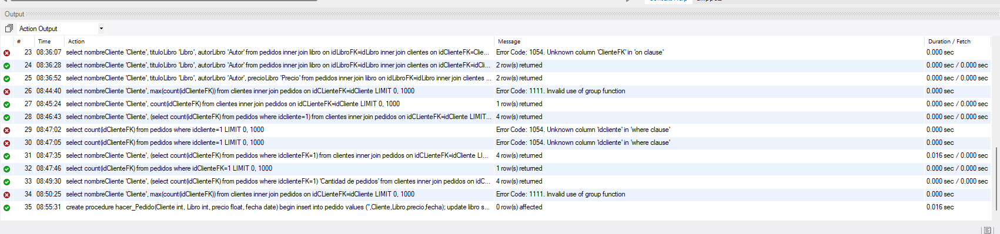 Output
Action Output
# Time Action Message Duration / Fetch
23 08:36:07 select nombreCliente 'Cliente', tituloLibro 'Libro', autorLibro 'Autor' from pedidos inner join libro on idLibroFK=idLibro inner join clientes on idClienteFK=Clie... Error Code: 1054. Unknown column 'ClienteFK' in 'on clause' 0.000 sec
24 08:36:28 select nombreCliente 'Cliente', tituloLibro 'Libro', autorLibro 'Autor' from pedidos inner join libro on idLibroFK=idLibro inner join clientes on idClienteFK=idCli... 2 row(s) returned 0.000 sec / 0.000 sec
25 08:36:52 select nombreCliente 'Cliente', tituloLibro 'Libro', autorLibro 'Autor', precioLibro 'Precio' from pedidos inner join libro on idLibroFK=idLibro inner join clientes ... 2 row(s) returned 0.000 sec / 0.000 sec
26 08:44:40 select nombreCliente 'Cliente', max(count(idClienteFK)) from clientes inner join pedidos on idCLienteFK=idCliente LIMIT 0, 1000 Error Code: 1111. Invalid use of group function 0.000 sec
27 08:45:24 select nombreCliente 'Cliente', count(idClienteFK) from clientes inner join pedidos on idCLienteFK=idCliente LIMIT 0, 1000 1 row(s) returned 0.000 sec / 0.000 sec
28 08:46:43 select nombreCliente 'Cliente', (select count(idClienteFK) from pedidos where idcliente=1) from clientes inner join pedidos on idCLienteFK=idCliente LIMIT... 4 row(s) returned 0.000 sec / 0.000 sec
29 08:47:02 select count(idClienteFK) from pedidos where idcliente=1 LIMIT 0, 1000 Error Code: 1054. Unknown column 'idcliente' in 'where clause' 0.000 sec
30 08:47:05 select count(idClienteFK) from pedidos where idcliente=1 LIMIT 0, 1000 Error Code: 1054. Unknown column 'idcliente' in 'where clause' 0.000 sec
31 08:47:35 select nombreCliente 'Cliente', (select count(idClienteFK) from pedidos where idclienteFK=1) from clientes inner join pedidos on idCLienteFK=idCliente LI... 4 row(s) returned 0.016 sec / 0.000 sec
32 08:47:46 select count(idClienteFK) from pedidos where idClienteFK=1 LIMIT 0, 1000 1 row(s) returned 0.000 sec / 0.000 sec
33 08:49:30 select nombreCliente 'Cliente', (select count(idClienteFK) from pedidos where idclienteFK=1) 'Cantidad de pedidos' from clientes inner join pedidos on idC... 4 row(s) returned 0.000 sec / 0.000 sec
34 08:50:25 select nombreCliente 'Cliente', max(count(idClienteFK)) from clientes inner join pedidos on idCLienteFK=idCliente LIMIT 0, 1000 Error Code: 1111. Invalid use of group function 0.000 sec
35 08:55:31 create procedure hacer_Pedido(Cliente int, Libro int, precio float, fecha date) begin insert into pedido values ('',Cliente,Libro,precio,fecha); update libro s... 0 row(s) affected 0.016 sec